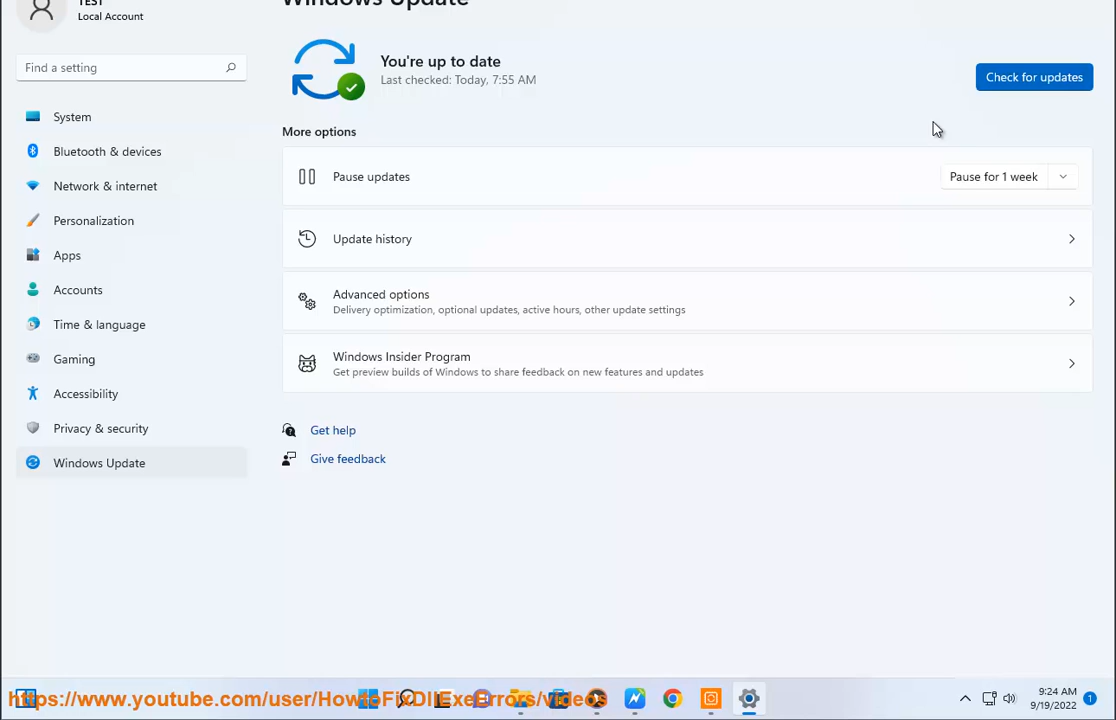 TEST
Local Account
Windows Update
Find a setting
You're up to date
Last checked: Today, 7:55 AM
Check for updates
More options
System
Bluetooth & devices
Network & internet
Personalization
Apps
Accounts
Time & language
Gaming
Accessibility
Privacy & security
Windows Update
Pause updates
Pause for 1 week
Update history
Advanced options
Delivery optimization, optional updates, active hours, other update settings
Windows Insider Program
Get preview builds of Windows to share feedback on new features and updates
Get help
Give feedback
https://www.youtube.com/user/HowtoFixDllExeErrors/videos
9:24 AM
9/19/2022
1